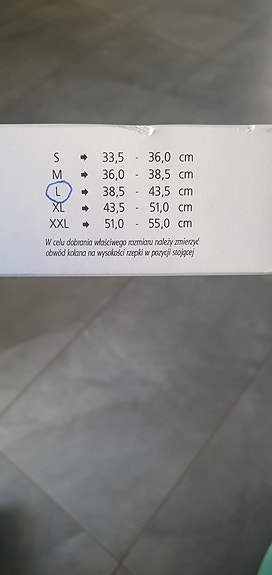 S ➡ 33,5 - 36,0 cm
M ➡ 36,0 - 38,5 cm
L ➡ 38,5 - 43,5 cm
XL ➡ 43,5 - 51,0 cm
XXL ➡ 51,0 - 55,0 cm
W celu dobrania właściwego rozmiaru należy zmierzyć
obwód kolana na wysokości rzepki w pozycji stojącej